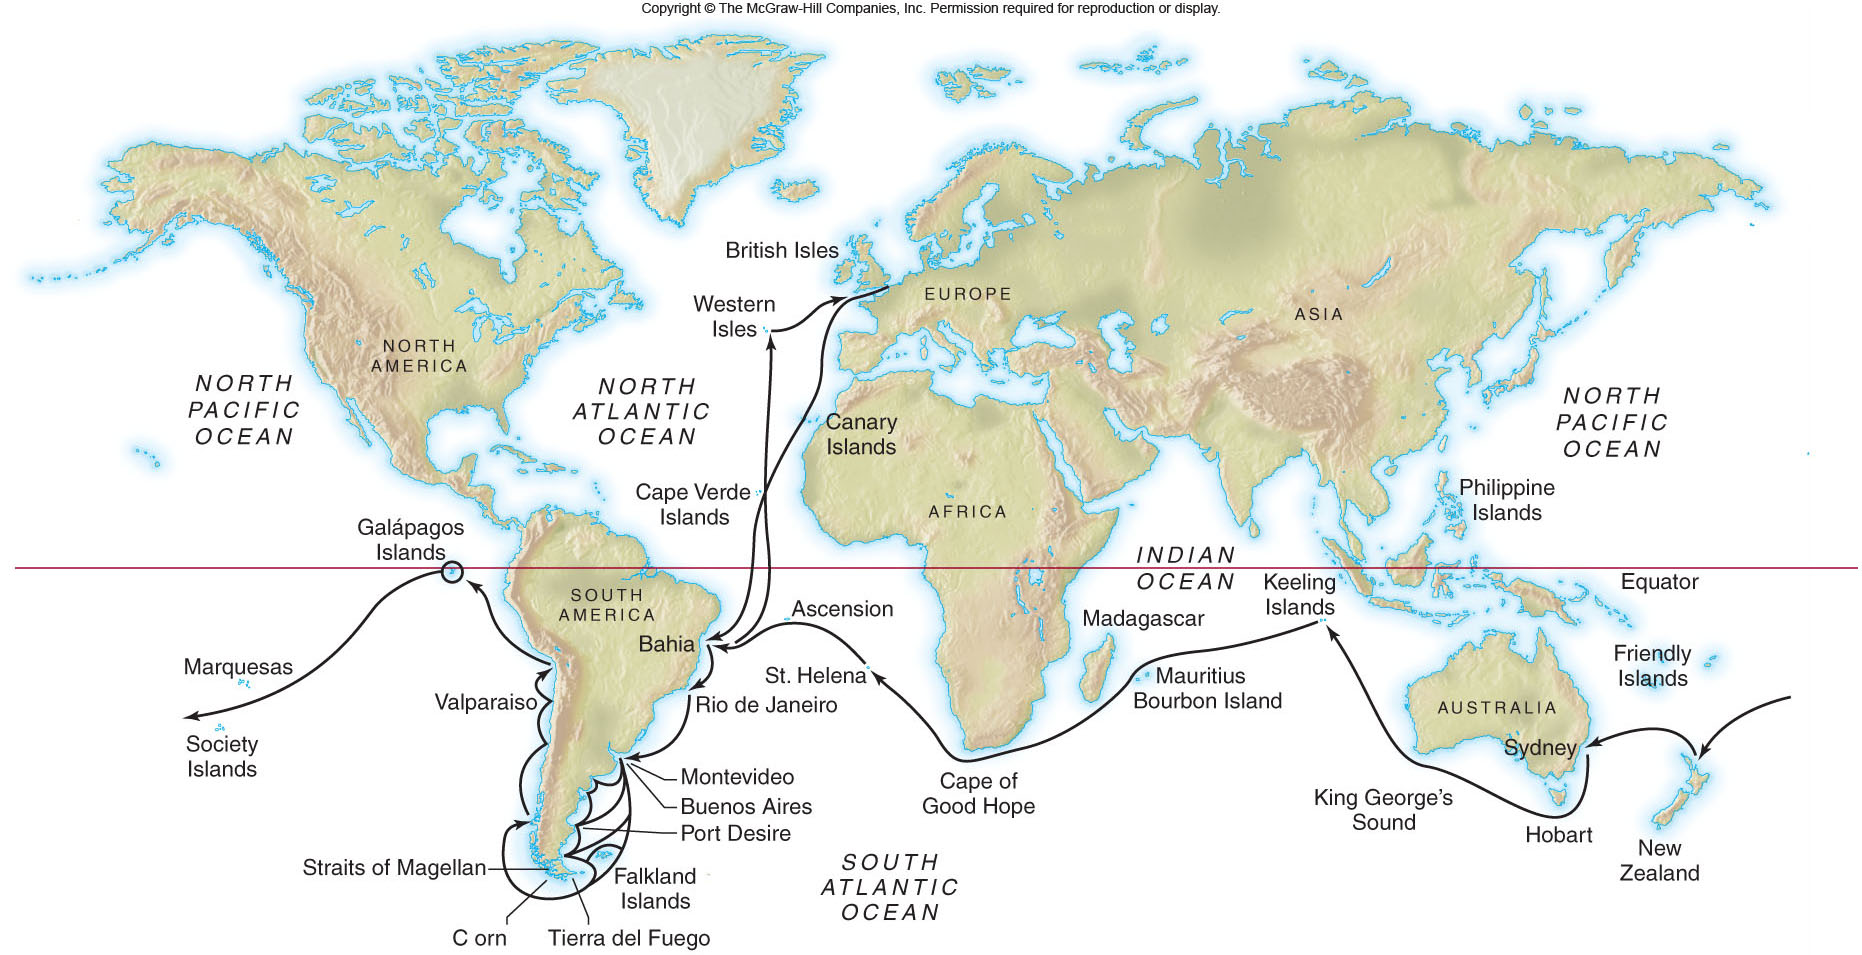 Copyright © The McGraw-Hill Companies, Inc. Permission required for reproduction or display.
British Isles
Western
Isles
EUROPE
ASIA
NORTH
AMERICA
NORTH
PACIFIC
OCEAN
NORTH
ATLANTIC
OCEAN
NORTH
PACIFIC
OCEAN
Canary
Islands
Cape Verde
Islands
AFRICA
Philippine
Islands
Galápagos
Islands
INDIAN
OCEAN
Keeling
Islands
Equator
SOUTH
AMERICA
Ascension
Madagascar
Bahia
Friendly
Islands
Marquesas
St. Helena
Mauritius
Bourbon Island
Valparaiso
Rio de Janeiro
AUSTRALIA
Sydney
Society
Islands
Montevideo
Buenos Aires
Port Desire
Cape of
Good Hope
King George's
Sound
Hobart
New
Zealand
Straits of Magellan
Falkland
Islands
SOUTH
ATLANTIC
OCEAN
C orn
Tierra del Fuego